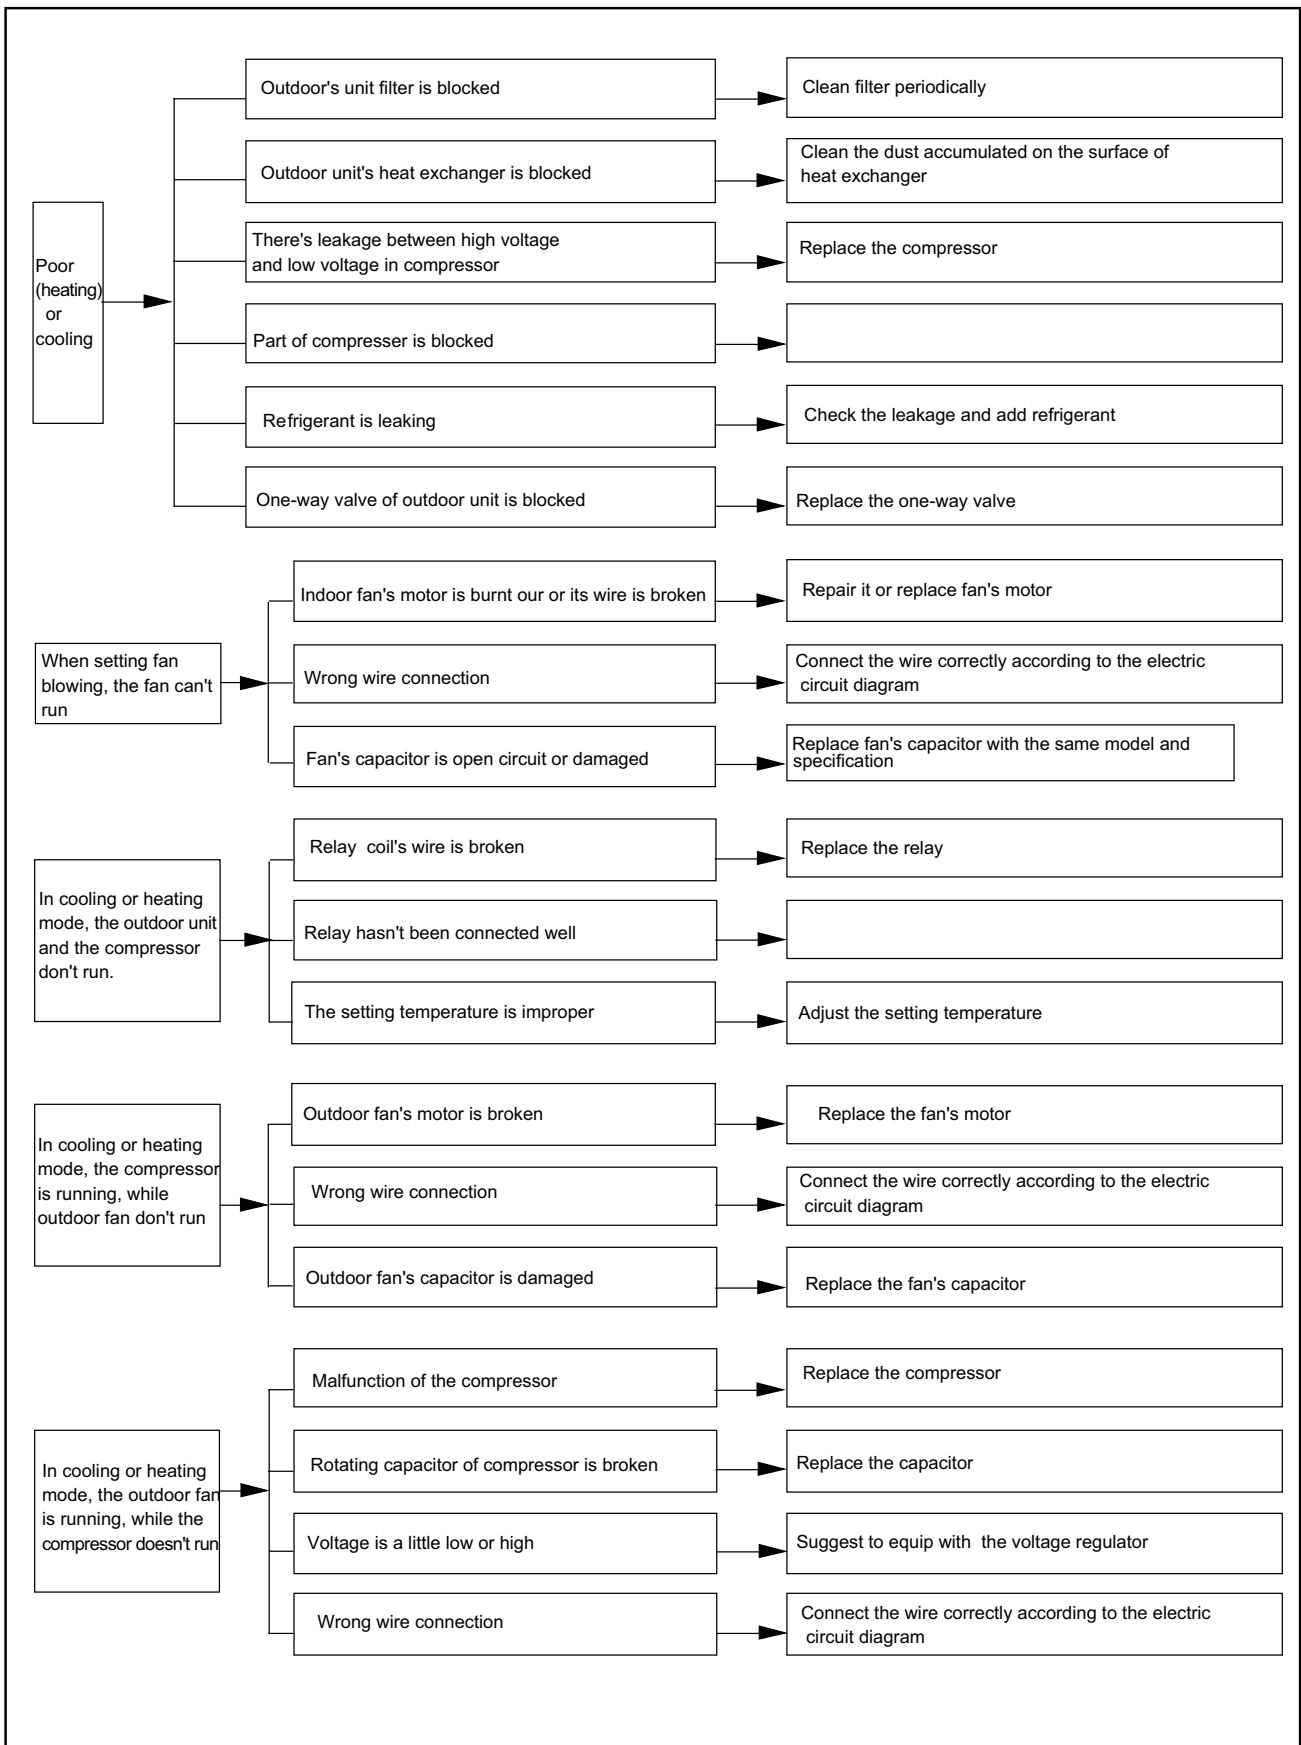 Outdoor's unit filter is blocked
Clean filter periodically
Outdoor unit's heat exchanger is blocked
Clean the dust accumulated on the surface of
heat exchanger
Poor
(heating)
or
cooling
There's leakage between high voltage
and low voltage in compressor
Replace the compressor
Part of compresser is blocked
Refrigerant is leaking
Check the leakage and add refrigerant
One-way valve of outdoor unit is blocked
Replace the one-way valve
When setting fan
blowing, the fan can't
run
Indoor fan's motor is burnt our or its wire is broken
Repair it or replace fan's motor
Wrong wire connection
Connect the wire correctly according to the electric
circuit diagram
Fan's capacitor is open circuit or damaged
Replace fan's capacitor with the same model and
specification
In cooling or heating
mode, the outdoor unit
and the compressor
don't run.
Relay coil's wire is broken
Replace the relay
Relay hasn't been connected well
The setting temperature is improper
Adjust the setting temperature
In cooling or heating
mode, the compressor
is running, while
outdoor fan don't run
Outdoor fan's motor is broken
Replace the fan's motor
Wrong wire connection
Connect the wire correctly according to the electric
circuit diagram
Outdoor fan's capacitor is damaged
Replace the fan's capacitor
In cooling or heating
mode, the outdoor fan
is running, while the
compressor doesn't run
Malfunction of the compressor
Replace the compressor
Rotating capacitor of compressor is broken
Replace the capacitor
Voltage is a little low or high
Suggest to equip with the voltage regulator
Wrong wire connection
Connect the wire correctly according to the electric
circuit diagram